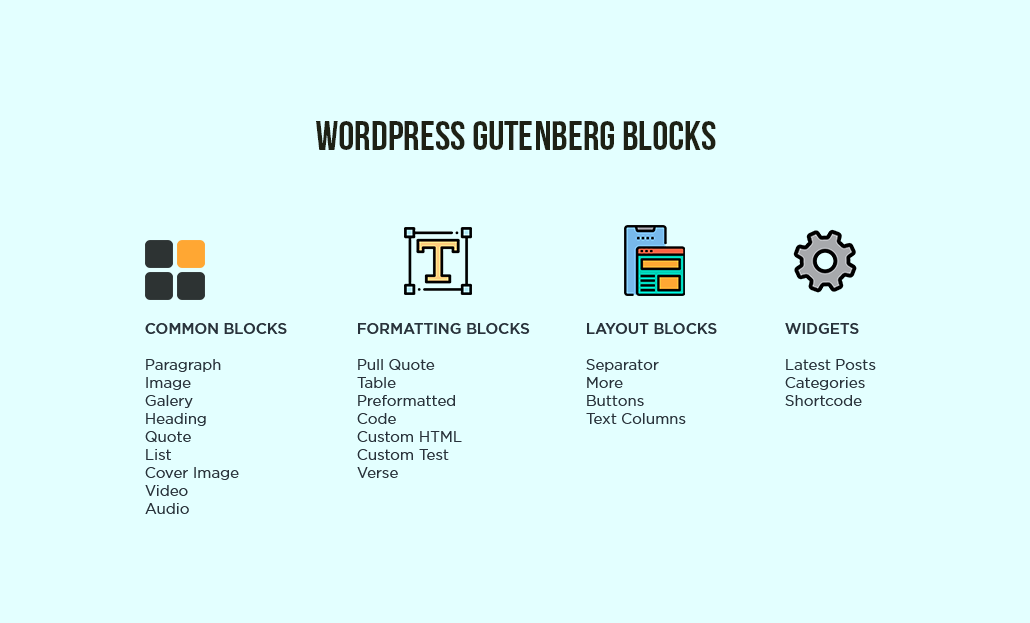 WORDPRESS GUTENBERG BLOCKS
COMMON BLOCKS
Paragraph
Image
Galery
Heading
Quote
List
Cover Image
Video
Audio
FORMATTING BLOCKS
Pull Quote
Table
Preformatted
Code
Custom HTML
Custom Test
Verse
LAYOUT BLOCKS
Separator
More
Buttons
Text Columns
WIDGETS
Latest Posts
Categories
Shortcode